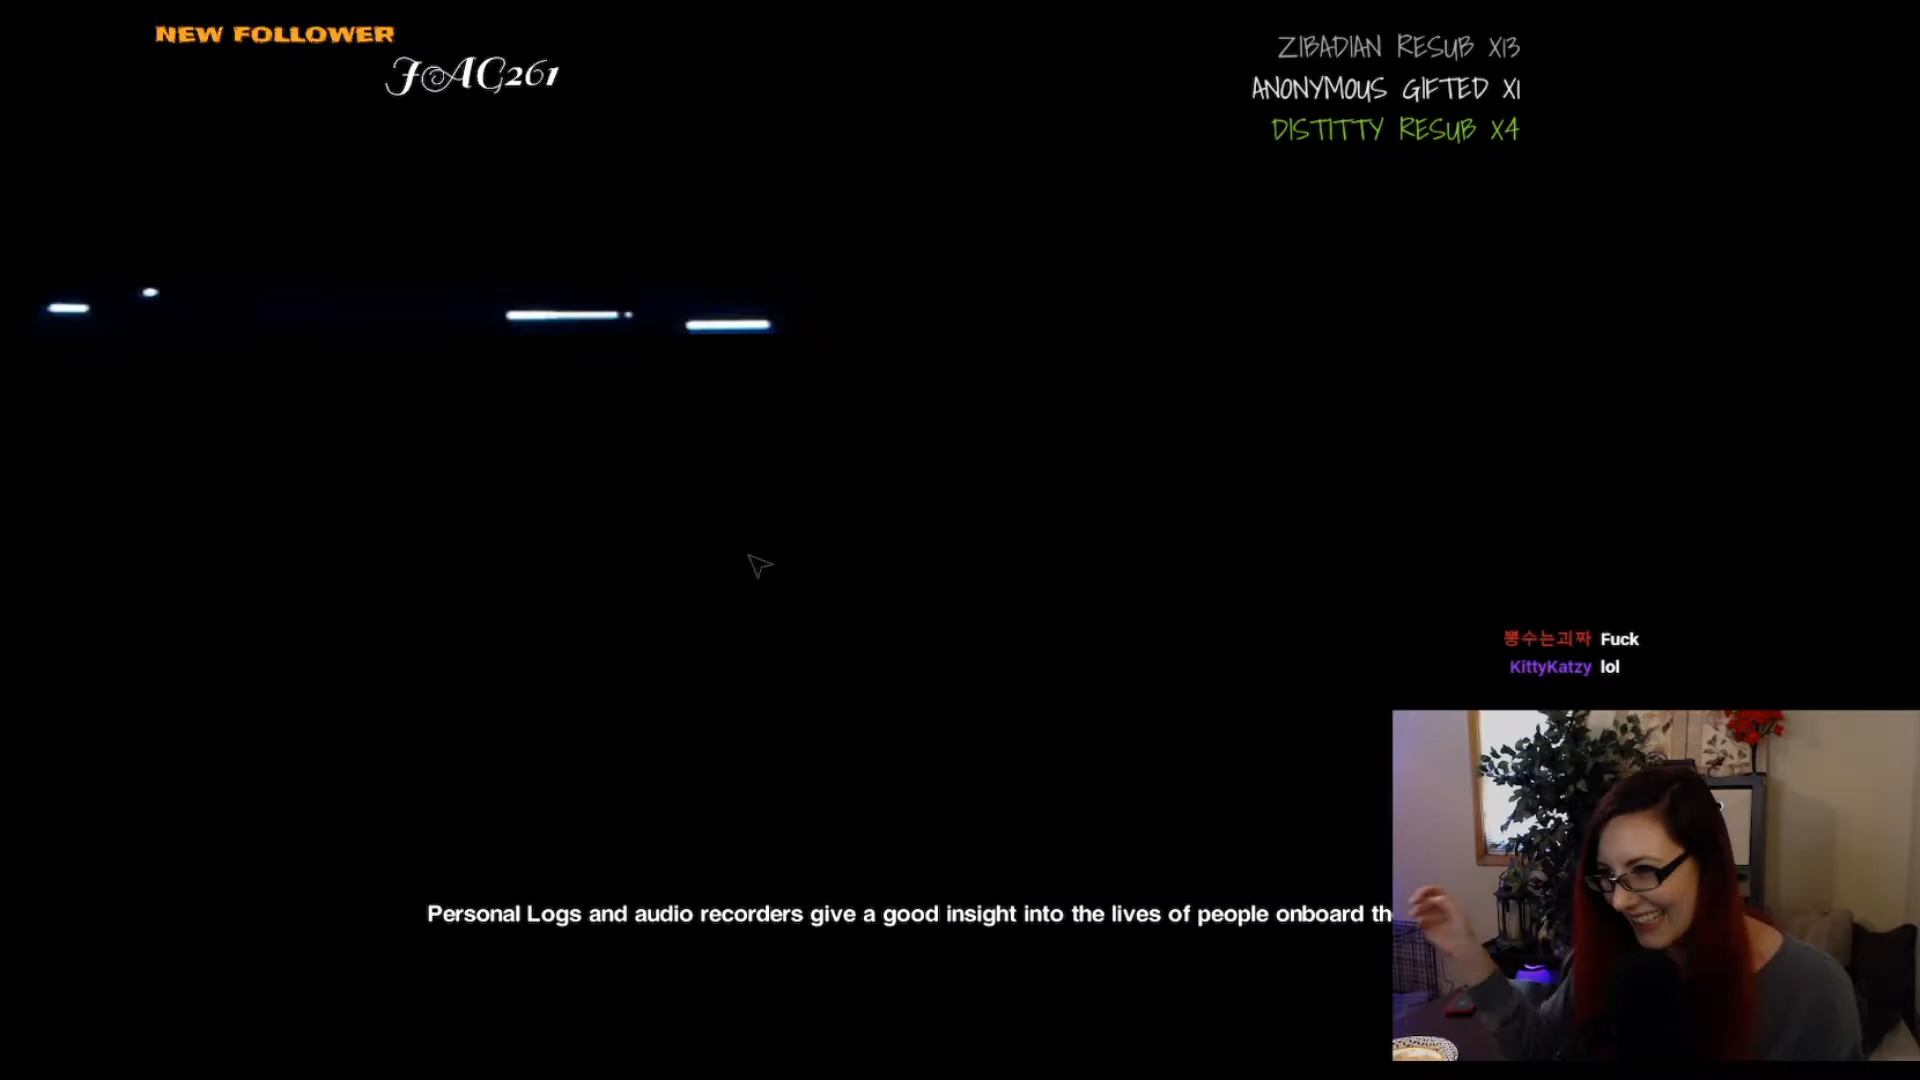 NEW FOLLOWER
JAG261
ZIBADIAN RESUB X13
ANONYMOUS GIFTED X1
DISTITTY RESUB X4
뿅수는괴짜 Fuck
KittyKatzy lol
Personal Logs and audio recorders give a good insight into the lives of people onboard th